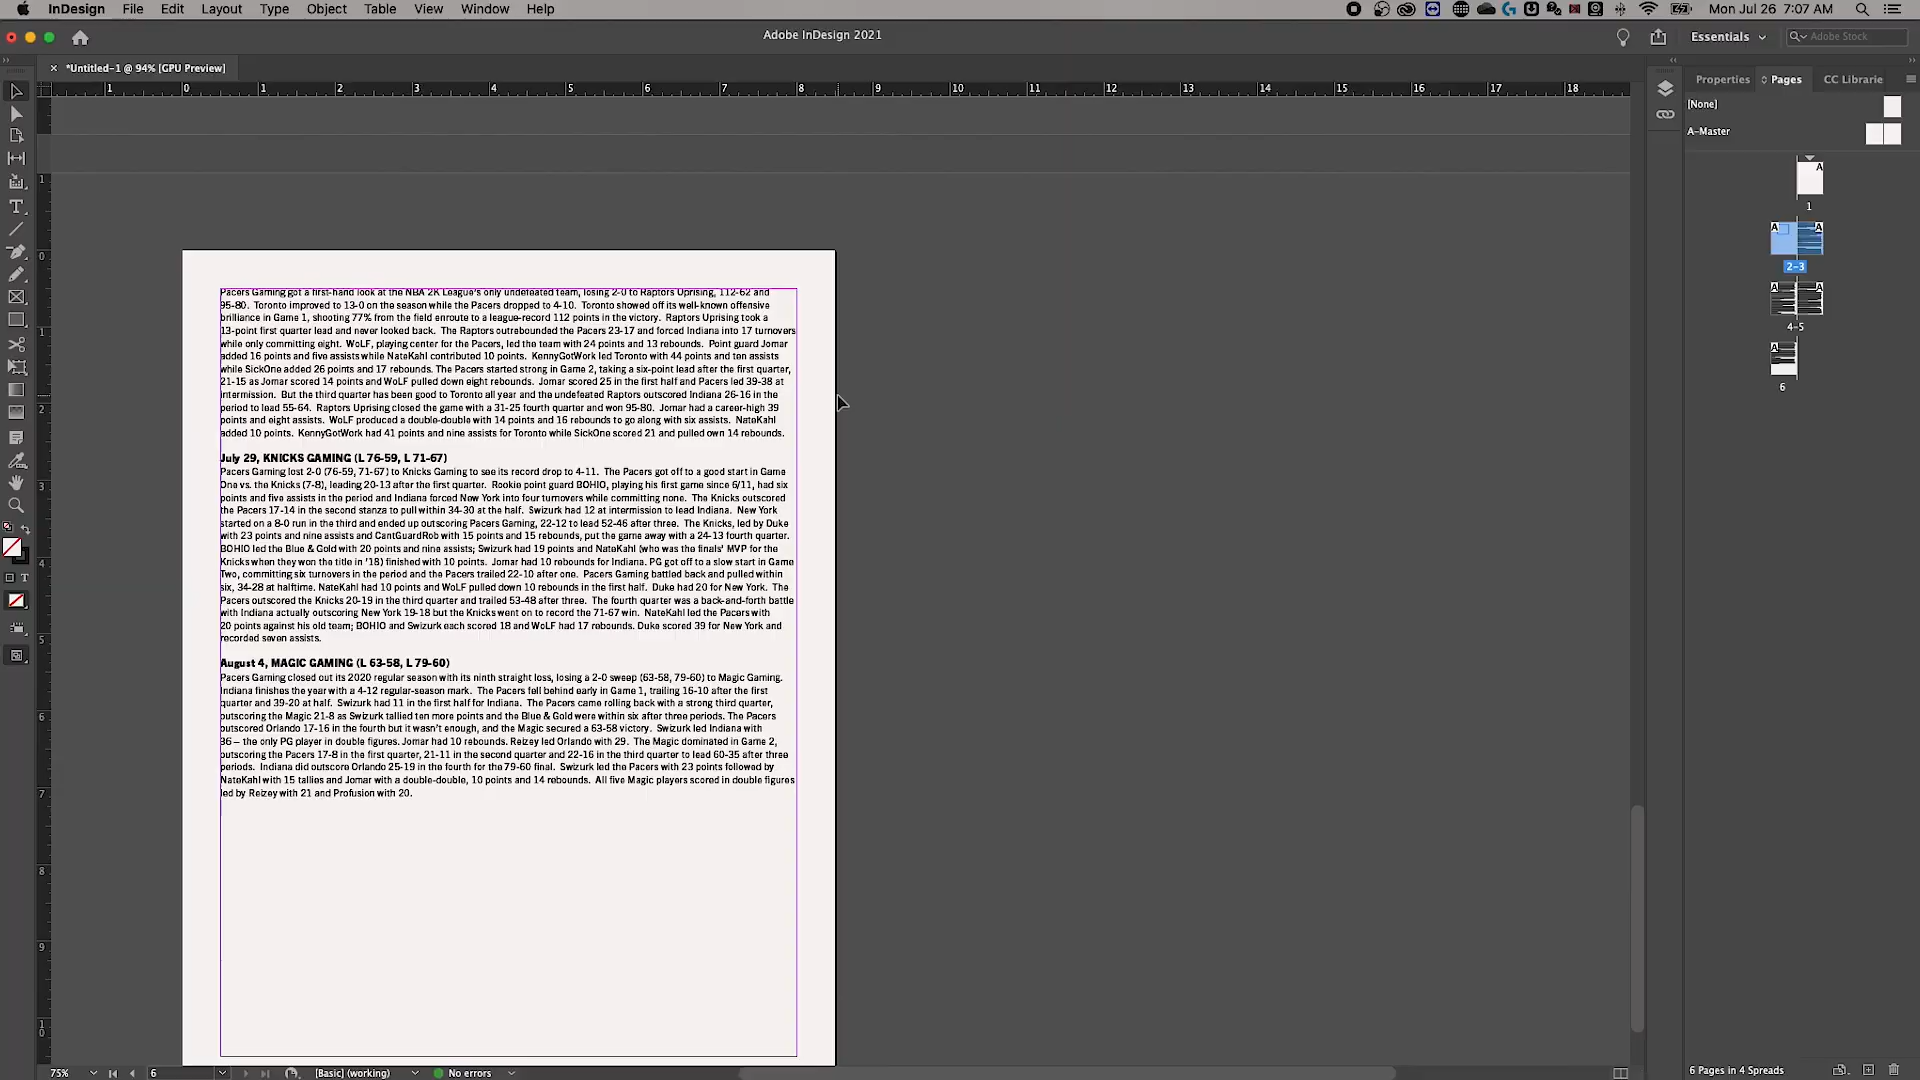 InDesign File Edit Layout Type Object Table View Window Help
Mon Jul 26 7:07 AM
Adobe InDesign 2021
Essentials
Adobe Stock
*Untitled-1 @ 94% [GPU Preview]
Properties
Pages
CC Librarie
1 0 1 2 3 4 5 6 7 8 9 10 11 12 13 14 15 16 17 18
[None]
A-Master
A
1
A A
2-3
A A
4-5
A
6
1
0
1
2
3
4
5
6
7
8
9
1
0
Pacers Gaming got a first-hand look at the NBA 2K League's only undefeated team, losing 2-0 to Raptors Uprising, 112-62 and
95-80. Toronto improved to 13-0 on the season while the Pacers dropped to 4-10. Toronto showed off its well-known offensive
brilliance in Game 1, shooting 77% from the field enroute to a league-record 112 points in the victory. Raptors Uprising took a
13-point first quarter lead and never looked back. The Raptors outrebounded the Pacers 23-17 and forced Indiana into 17 turnovers
while only committing eight. WoLF, playing center for the Pacers, led the team with 24 points and 13 rebounds. Point guard Jomar
added 16 points and five assists while NateKahl contributed 10 points. KennyGotWork led Toronto with 44 points and ten assists
while SickOne added 26 points and 17 rebounds. The Pacers started strong in Game 2, taking a six-point lead after the first quarter,
21-15 as Jomar scored 14 points and WoLF pulled down eight rebounds. Jomar scored 25 in the first half and Pacers led 39-38 at
intermission. But the third quarter has been good to Toronto all year and the undefeated Raptors outscored Indiana 26-16 in the
period to lead 55-64. Raptors Uprising closed the game with a 31-25 fourth quarter and won 95-80. Jomar had a career-high 39
points and eight assists. WoLF produced a double-double with 14 points and 16 rebounds to go along with six assists. NateKahl
added 10 points. KennyGotWork had 41 points and nine assists for Toronto while SickOne scored 21 and pulled own 14 rebounds.
July 29, KNICKS GAMING (L 76-59, L 71-67)
Pacers Gaming lost 2-0 (76-59, 71-67) to Knicks Gaming to see its record drop to 4-11. The Pacers got off to a good start in Game
One vs. the Knicks (7-8), leading 20-13 after the first quarter. Rookie point guard BOHIO, playing his first game since 6/11, had six
points and five assists in the period and Indiana forced New York into four turnovers while committing none. The Knicks outscored
the Pacers 17-14 in the second stanza to pull within 34-30 at the half. Swizurk had 12 at intermission to lead Indiana. New York
started on a 8-0 run in the third and ended up outscoring Pacers Gaming, 22-12 to lead 52-46 after three. The Knicks, led by Duke
with 23 points and nine assists and CantGuardRob with 15 points and 15 rebounds, put the game away with a 24-13 fourth quarter.
BOHIO led the Blue & Gold with 20 points and nine assists; Swizurk had 19 points and NateKahl (who was the finals' MVP for the
Knicks when they won the title in '18) finished with 10 points. Jomar had 10 rebounds for Indiana. PG got off to a slow start in Game
Two, committing six turnovers in the period and the Pacers trailed 22-10 after one. Pacers Gaming battled back and pulled within
six, 34-28 at halftime. NateKahl had 10 points and WoLF pulled down 10 rebounds in the first half. Duke had 20 for New York. The
Pacers outscored the Knicks 20-19 in the third quarter and trailed 53-48 after three. The fourth quarter was a back-and-forth battle
with Indiana actually outscoring New York 19-18 but the Knicks went on to record the 71-67 win. NateKahl led the Pacers with
20 points against his old team; BOHIO and Swizurk each scored 18 and WoLF had 17 rebounds. Duke scored 39 for New York and
recorded seven assists.
August 4, MAGIC GAMING (L 63-58, L 79-60)
Pacers Gaming closed out its 2020 regular season with its ninth straight loss, losing a 2-0 sweep (63-58, 79-60) to Magic Gaming.
Indiana finishes the year with a 4-12 regular-season mark. The Pacers fell behind early in Game 1, trailing 16-10 after the first
quarter and 39-20 at half. Swizurk had 11 in the first half for Indiana. The Pacers came rolling back with a strong third quarter,
outscoring the Magic 21-8 as Swizurk tallied ten more points and the Blue & Gold were within six after three periods. The Pacers
outscored Orlando 17-16 in the fourth but it wasn't enough, and the Magic secured a 63-58 victory. Swizurk led Indiana with
36 – the only PG player in double figures. Jomar had 10 rebounds. Reizey led Orlando with 29. The Magic dominated in Game 2,
outscoring the Pacers 17-8 in the first quarter, 21-11 in the second quarter and 22-16 in the third quarter to lead 60-35 after three
periods. Indiana did outscore Orlando 25-19 in the fourth for the 79-60 final. Swizurk led the Pacers with 23 points followed by
NateKahl with 15 tallies and Jomar with a double-double, 10 points and 14 rebounds. All five Magic players scored in double figures
led by Reizey with 21 and Profusion with 20.
75%
6
[Basic] (working)
No errors
6 Pages in 4 Spreads